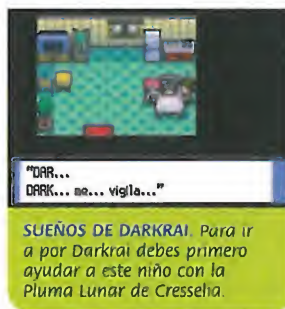 "DAR...
DARK... me... vigila..."
SUEÑOS DE DARKRAI. Para ir
a por Darkrai debes primero
ayudar a este niño con la
Pluma Lunar de Cresselia.